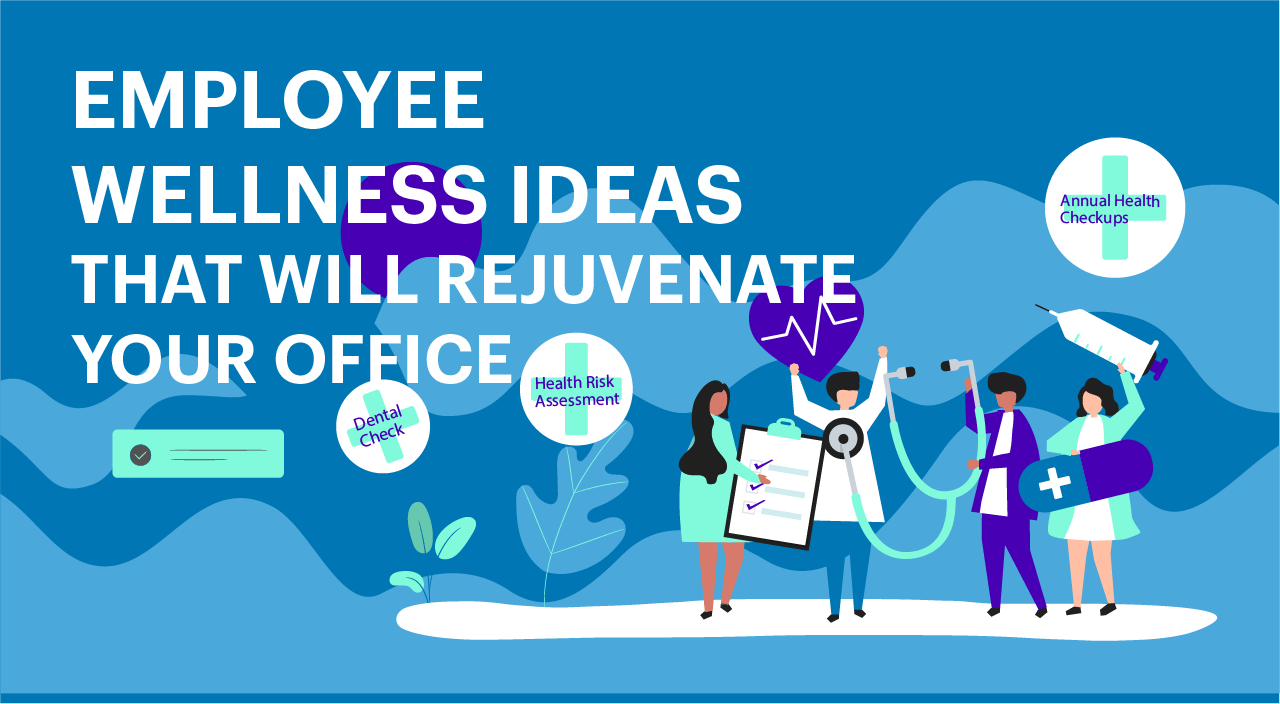 EMPLOYEE
WELLNESS IDEAS
THAT WILL REJUVENATE
YOUR OFFICE
Annual Health
Checkups
Health Risk
Assessment
Dental
Check